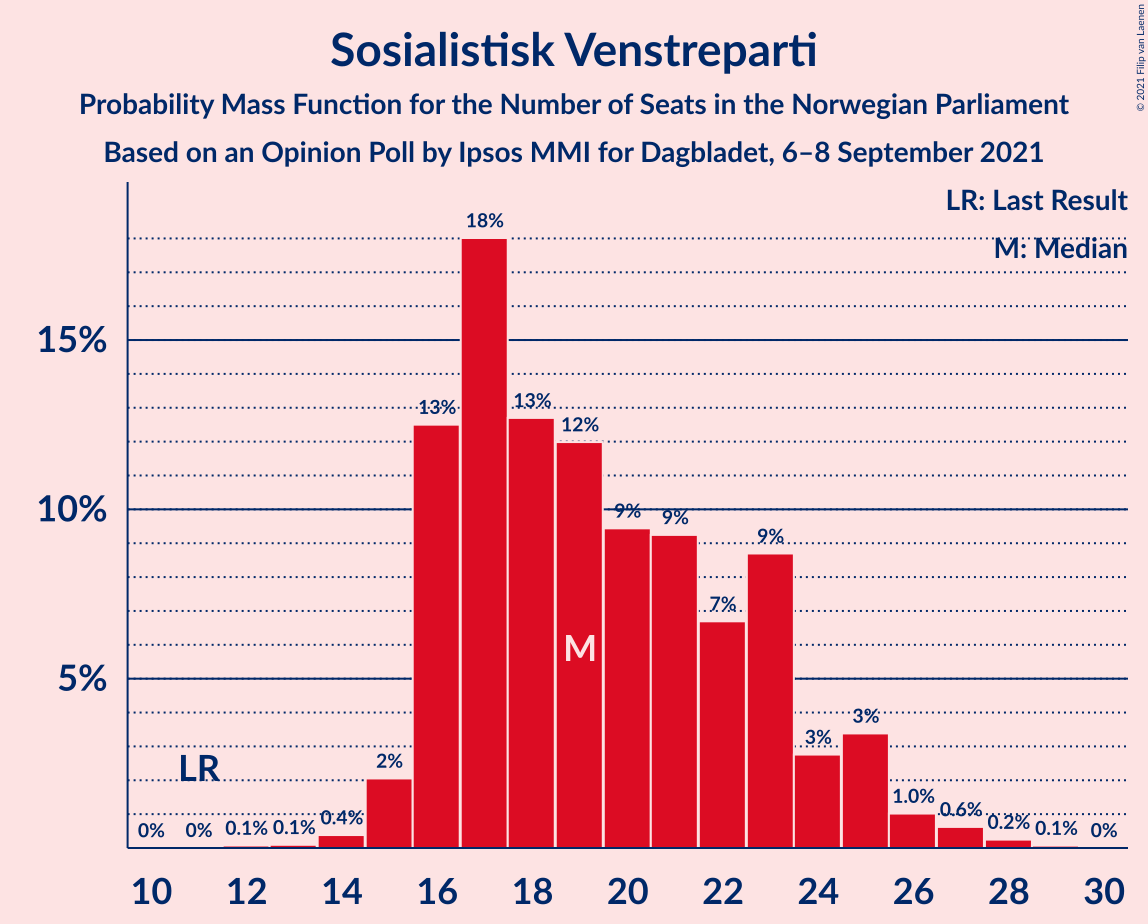 Sosialistisk Venstreparti
Probability Mass Function for the Number of Seats in the Norwegian Parliament
Based on an Opinion Poll by Ipsos MMI for Dagbladet, 6–8 September 2021
© 2021 Filip van Laenen
LR: Last Result
M: Median
15%
10%
5%
0% 0% 0.1% 0.1% 0.4% 2% 13% 18% 13% 12% 9% 9% 7% 9% 3% 3% 1.0% 0.6% 0.2% 0.1% 0%
LR
M
10 12 14 16 18 20 22 24 26 28 30